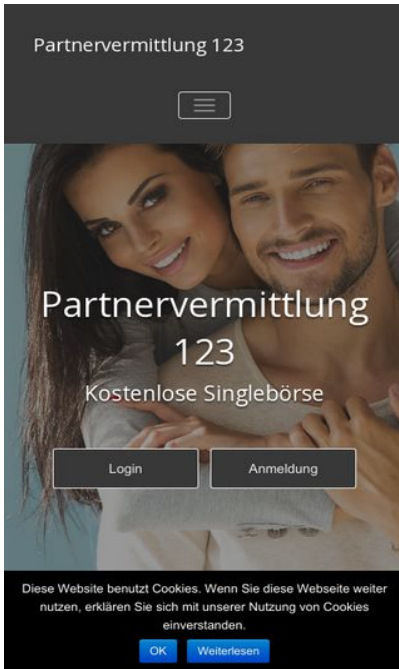 Partnervermittlung 123
Partnervermittlung
123
Kostenlose Singlebörse
Login
Anmeldung
Diese Website benutzt Cookies. Wenn Sie diese Webseite weiter
nutzen, erklären Sie sich mit unserer Nutzung von Cookies
einverstanden.
OK
Weiterlesen